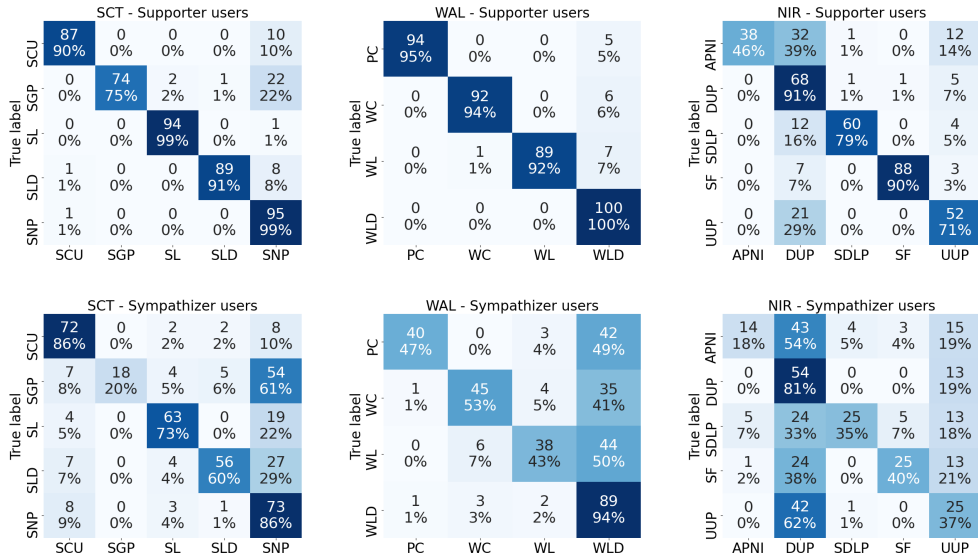 SCT - Supporter users
True label
SCU 87 0 0 0 10
90% 0% 0% 0% 10%
SGP 0 74 2 1 22
0% 75% 2% 1% 22%
SL 0 0 94 0 1
0% 0% 99% 0% 1%
SLD 1 0 0 89 8
1% 0% 0% 91% 8%
SNP 1 0 0 0 95
1% 0% 0% 0% 99%
SCU SGP SL SLD SNP
WAL - Supporter users
True label
PC 94 0 0 5
95% 0% 0% 5%
WC 0 92 0 6
0% 94% 0% 6%
WL 0 1 89 7
0% 1% 92% 7%
WLD 0 0 0 100
0% 0% 0% 100%
PC WC WL WLD
NIR - Supporter users
True label
APNI 38 32 1 0 12
46% 39% 1% 0% 14%
DUP 0 68 1 1 5
0% 91% 1% 1% 7%
SDLP 0 12 60 0 4
0% 16% 79% 0% 5%
SF 0 7 0 88 3
0% 7% 0% 90% 3%
UUP 0 21 0 0 52
0% 29% 0% 0% 71%
APNI DUP SDLP SF UUP
SCT - Sympathizer users
True label
SCU 72 0 2 2 8
86% 0% 2% 2% 10%
SGP 7 18 4 5 54
8% 20% 5% 6% 61%
SL 4 0 63 0 19
5% 0% 73% 0% 22%
SLD 7 0 4 56 27
7% 0% 4% 60% 29%
SNP 8 0 3 1 73
9% 0% 4% 1% 86%
SCU SGP SL SLD SNP
WAL - Sympathizer users
True label
PC 40 0 3 42
47% 0% 4% 49%
WC 1 45 4 35
1% 53% 5% 41%
WL 0 6 38 44
0% 7% 43% 50%
WLD 1 3 2 89
1% 3% 2% 94%
PC WC WL WLD
NIR - Sympathizer users
True label
APNI 14 43 4 3 15
18% 54% 5% 4% 19%
DUP 0 54 0 0 13
0% 81% 0% 0% 19%
SDLP 5 24 25 5 13
7% 33% 35% 7% 18%
SF 1 24 0 25 13
2% 38% 0% 40% 21%
UUP 0 42 1 0 25
0% 62% 1% 0% 37%
APNI DUP SDLP SF UUP